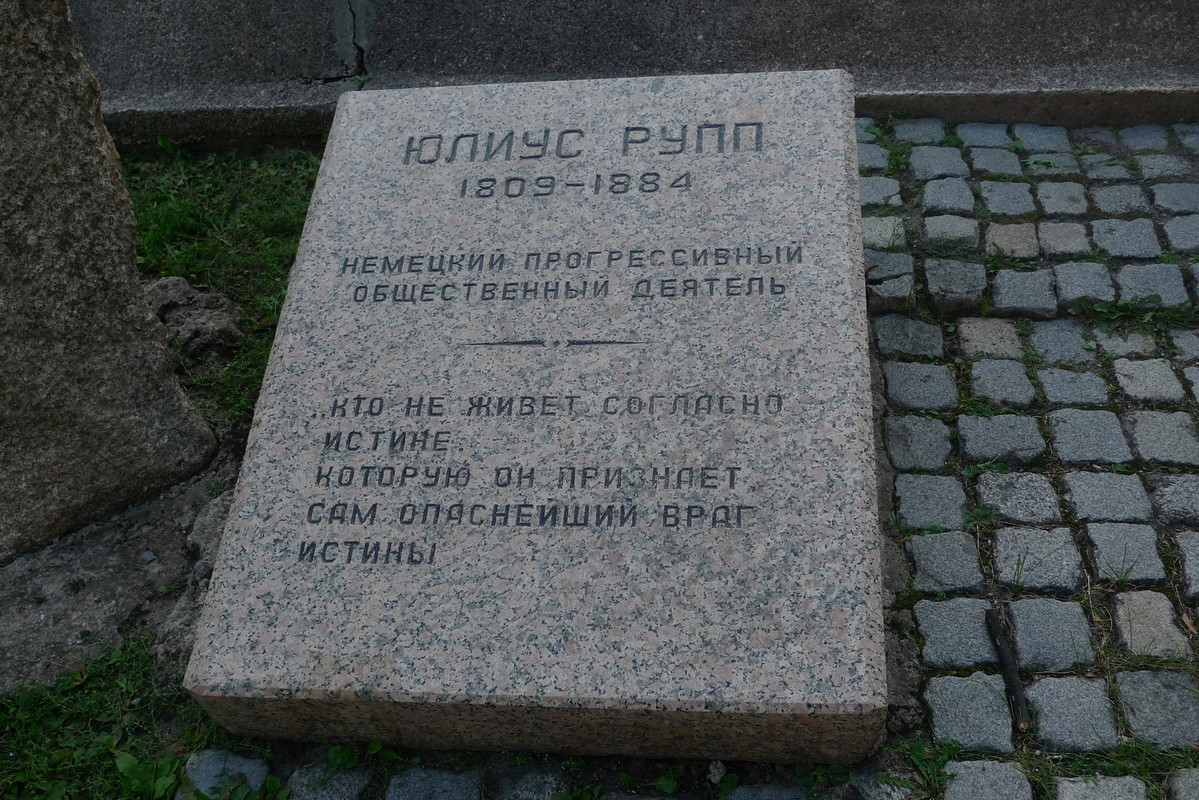 ЮЛИУС РУПП
1809-1884
НЕМЕЦКИЙ ПРОГРЕССИВНЫЙ
ОБЩЕСТВЕННЫЙ ДЕЯТЕЛЬ
„КТО НЕ ЖИВЕТ СОГЛАСНО
ИСТИНЕ
КОТОРУЮ ОН ПРИЗНАЕТ
САМ ОПАСНЕЙШИЙ ВРАГ
ИСТИНЫ